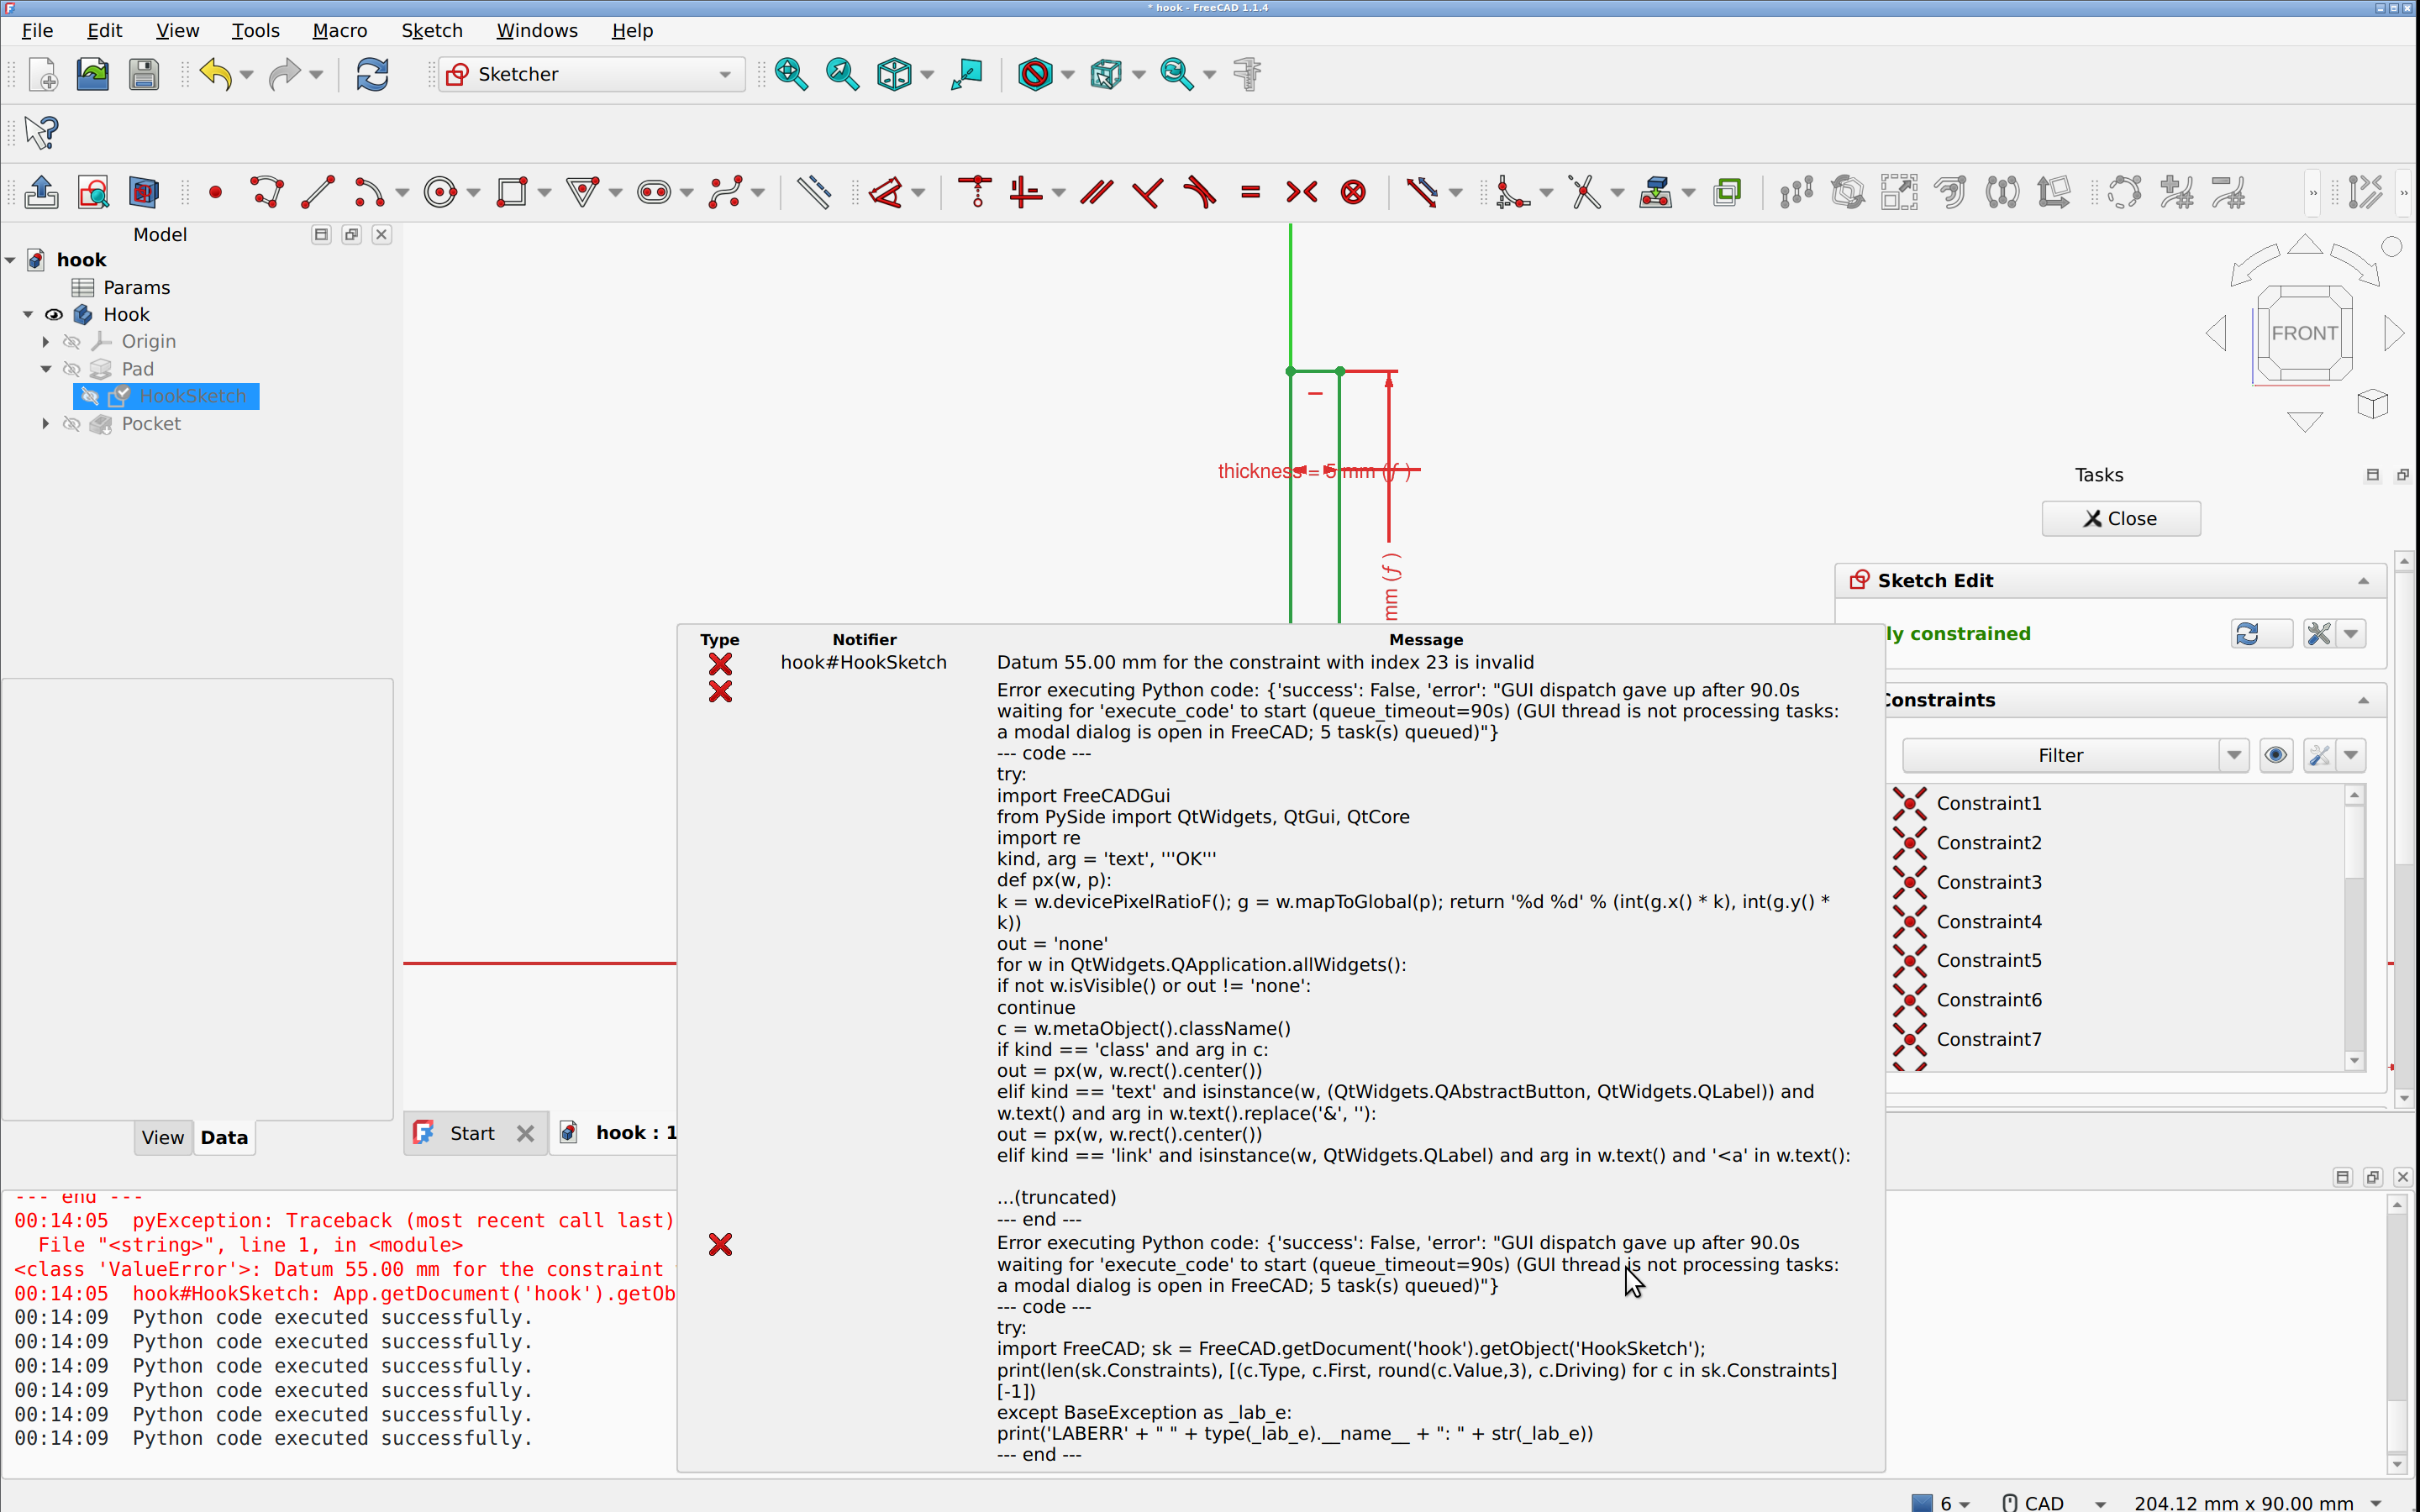 * hook - FreeCAD 1.1.4
File Edit View Tools Macro Sketch Windows Help
Sketcher
Model
hook
Params
Hook
Origin
Pad
HookSketch
Pocket
View Data
thickness = 5 mm (ƒ )
mm (ƒ )
FRONT
Tasks
Close
Sketch Edit
ly constrained
Constraints
Filter
Constraint1
Constraint2
Constraint3
Constraint4
Constraint5
Constraint6
Constraint7
Start
hook : 1
Type Notifier Message
hook#HookSketch Datum 55.00 mm for the constraint with index 23 is invalid
Error executing Python code: {'success': False, 'error': "GUI dispatch gave up after 90.0s
waiting for 'execute_code' to start (queue_timeout=90s) (GUI thread is not processing tasks:
a modal dialog is open in FreeCAD; 5 task(s) queued)"}
--- code ---
try:
import FreeCADGui
from PySide import QtWidgets, QtGui, QtCore
import re
kind, arg = 'text', '''OK'''
def px(w, p):
k = w.devicePixelRatioF(); g = w.mapToGlobal(p); return '%d %d' % (int(g.x() * k), int(g.y() *
k))
out = 'none'
for w in QtWidgets.QApplication.allWidgets():
if not w.isVisible() or out != 'none':
continue
c = w.metaObject().className()
if kind == 'class' and arg in c:
out = px(w, w.rect().center())
elif kind == 'text' and isinstance(w, (QtWidgets.QAbstractButton, QtWidgets.QLabel)) and
w.text() and arg in w.text().replace('&', ''):
out = px(w, w.rect().center())
elif kind == 'link' and isinstance(w, QtWidgets.QLabel) and arg in w.text() and '<a' in w.text():
...(truncated)
--- end ---
Error executing Python code: {'success': False, 'error': "GUI dispatch gave up after 90.0s
waiting for 'execute_code' to start (queue_timeout=90s) (GUI thread is not processing tasks:
a modal dialog is open in FreeCAD; 5 task(s) queued)"}
--- code ---
try:
import FreeCAD; sk = FreeCAD.getDocument('hook').getObject('HookSketch');
print(len(sk.Constraints), [(c.Type, c.First, round(c.Value,3), c.Driving) for c in sk.Constraints]
[-1])
except BaseException as _lab_e:
print('LABERR' + " " + type(_lab_e).__name__ + ": " + str(_lab_e))
--- end ---
--- end ---
00:14:05 pyException: Traceback (most recent call last)
File "<string>", line 1, in <module>
<class 'ValueError'>: Datum 55.00 mm for the constraint
00:14:05 hook#HookSketch: App.getDocument('hook').getOb
00:14:09 Python code executed successfully.
00:14:09 Python code executed successfully.
00:14:09 Python code executed successfully.
00:14:09 Python code executed successfully.
00:14:09 Python code executed successfully.
00:14:09 Python code executed successfully.
6 CAD 204.12 mm x 90.00 mm